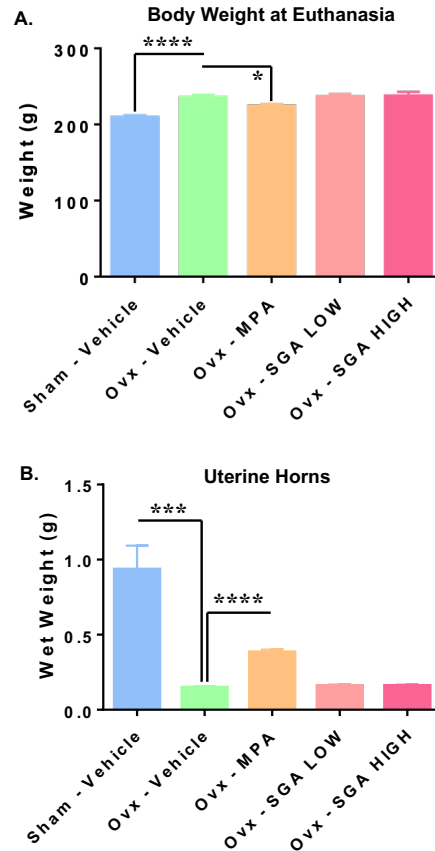 A.
Body Weight at Euthanasia
****
*
300
200
100
0
Weight (g)
Sham - Vehicle
Ovx - Vehicle
Ovx - MPA
Ovx - SGA LOW
Ovx - SGA HIGH
B.
Uterine Horns
***
****
1.5
1.0
0.5
0.0
Wet Weight (g)
Sham - Vehicle
Ovx - Vehicle
Ovx - MPA
Ovx - SGA LOW
Ovx - SGA HIGH